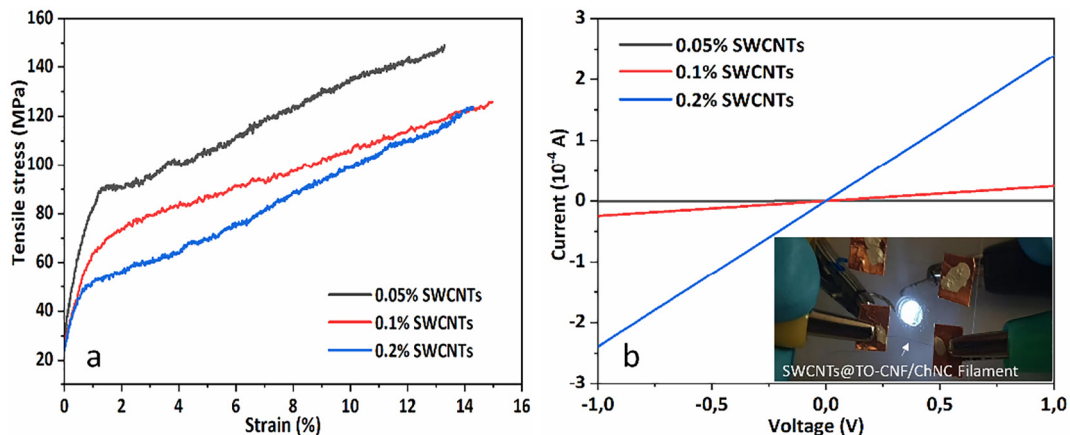 160
140
120
100
80
60
40
20
Tensile stress (MPa)
0
2
4
6
8
10
12
14
16
Strain (%)
0.05% SWCNTs
0.1% SWCNTs
0.2% SWCNTs
a
3
2
1
0
-1
-2
-3
Current (10⁻⁴ A)
-1,0
-0,5
0,0
0,5
1,0
Voltage (V)
0.05% SWCNTs
0.1% SWCNTs
0.2% SWCNTs
b
SWCNTs@TO-CNF/ChNC Filament